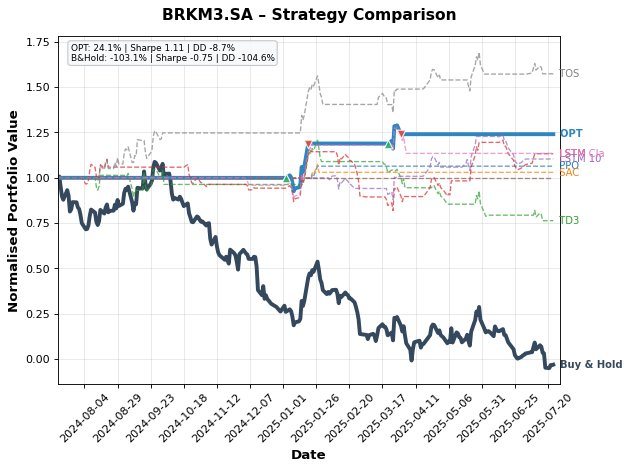 BRKM3.SA – Strategy Comparison
OPT: 24.1% | Sharpe 1.11 | DD -8.7%
B&Hold: -103.1% | Sharpe -0.75 | DD -104.6%
Normalised Portfolio Value
1.75
1.50
1.25
1.00
0.75
0.50
0.25
0.00
TOS
OPT
LSTM Cla
LSTM 10
PPO
SAC
TD3
Buy & Hold
2024-08-04
2024-08-29
2024-09-23
2024-10-18
2024-11-12
2024-12-07
2025-01-01
2025-01-26
2025-02-20
2025-03-17
2025-04-11
2025-05-06
2025-05-31
2025-06-25
2025-07-20
Date